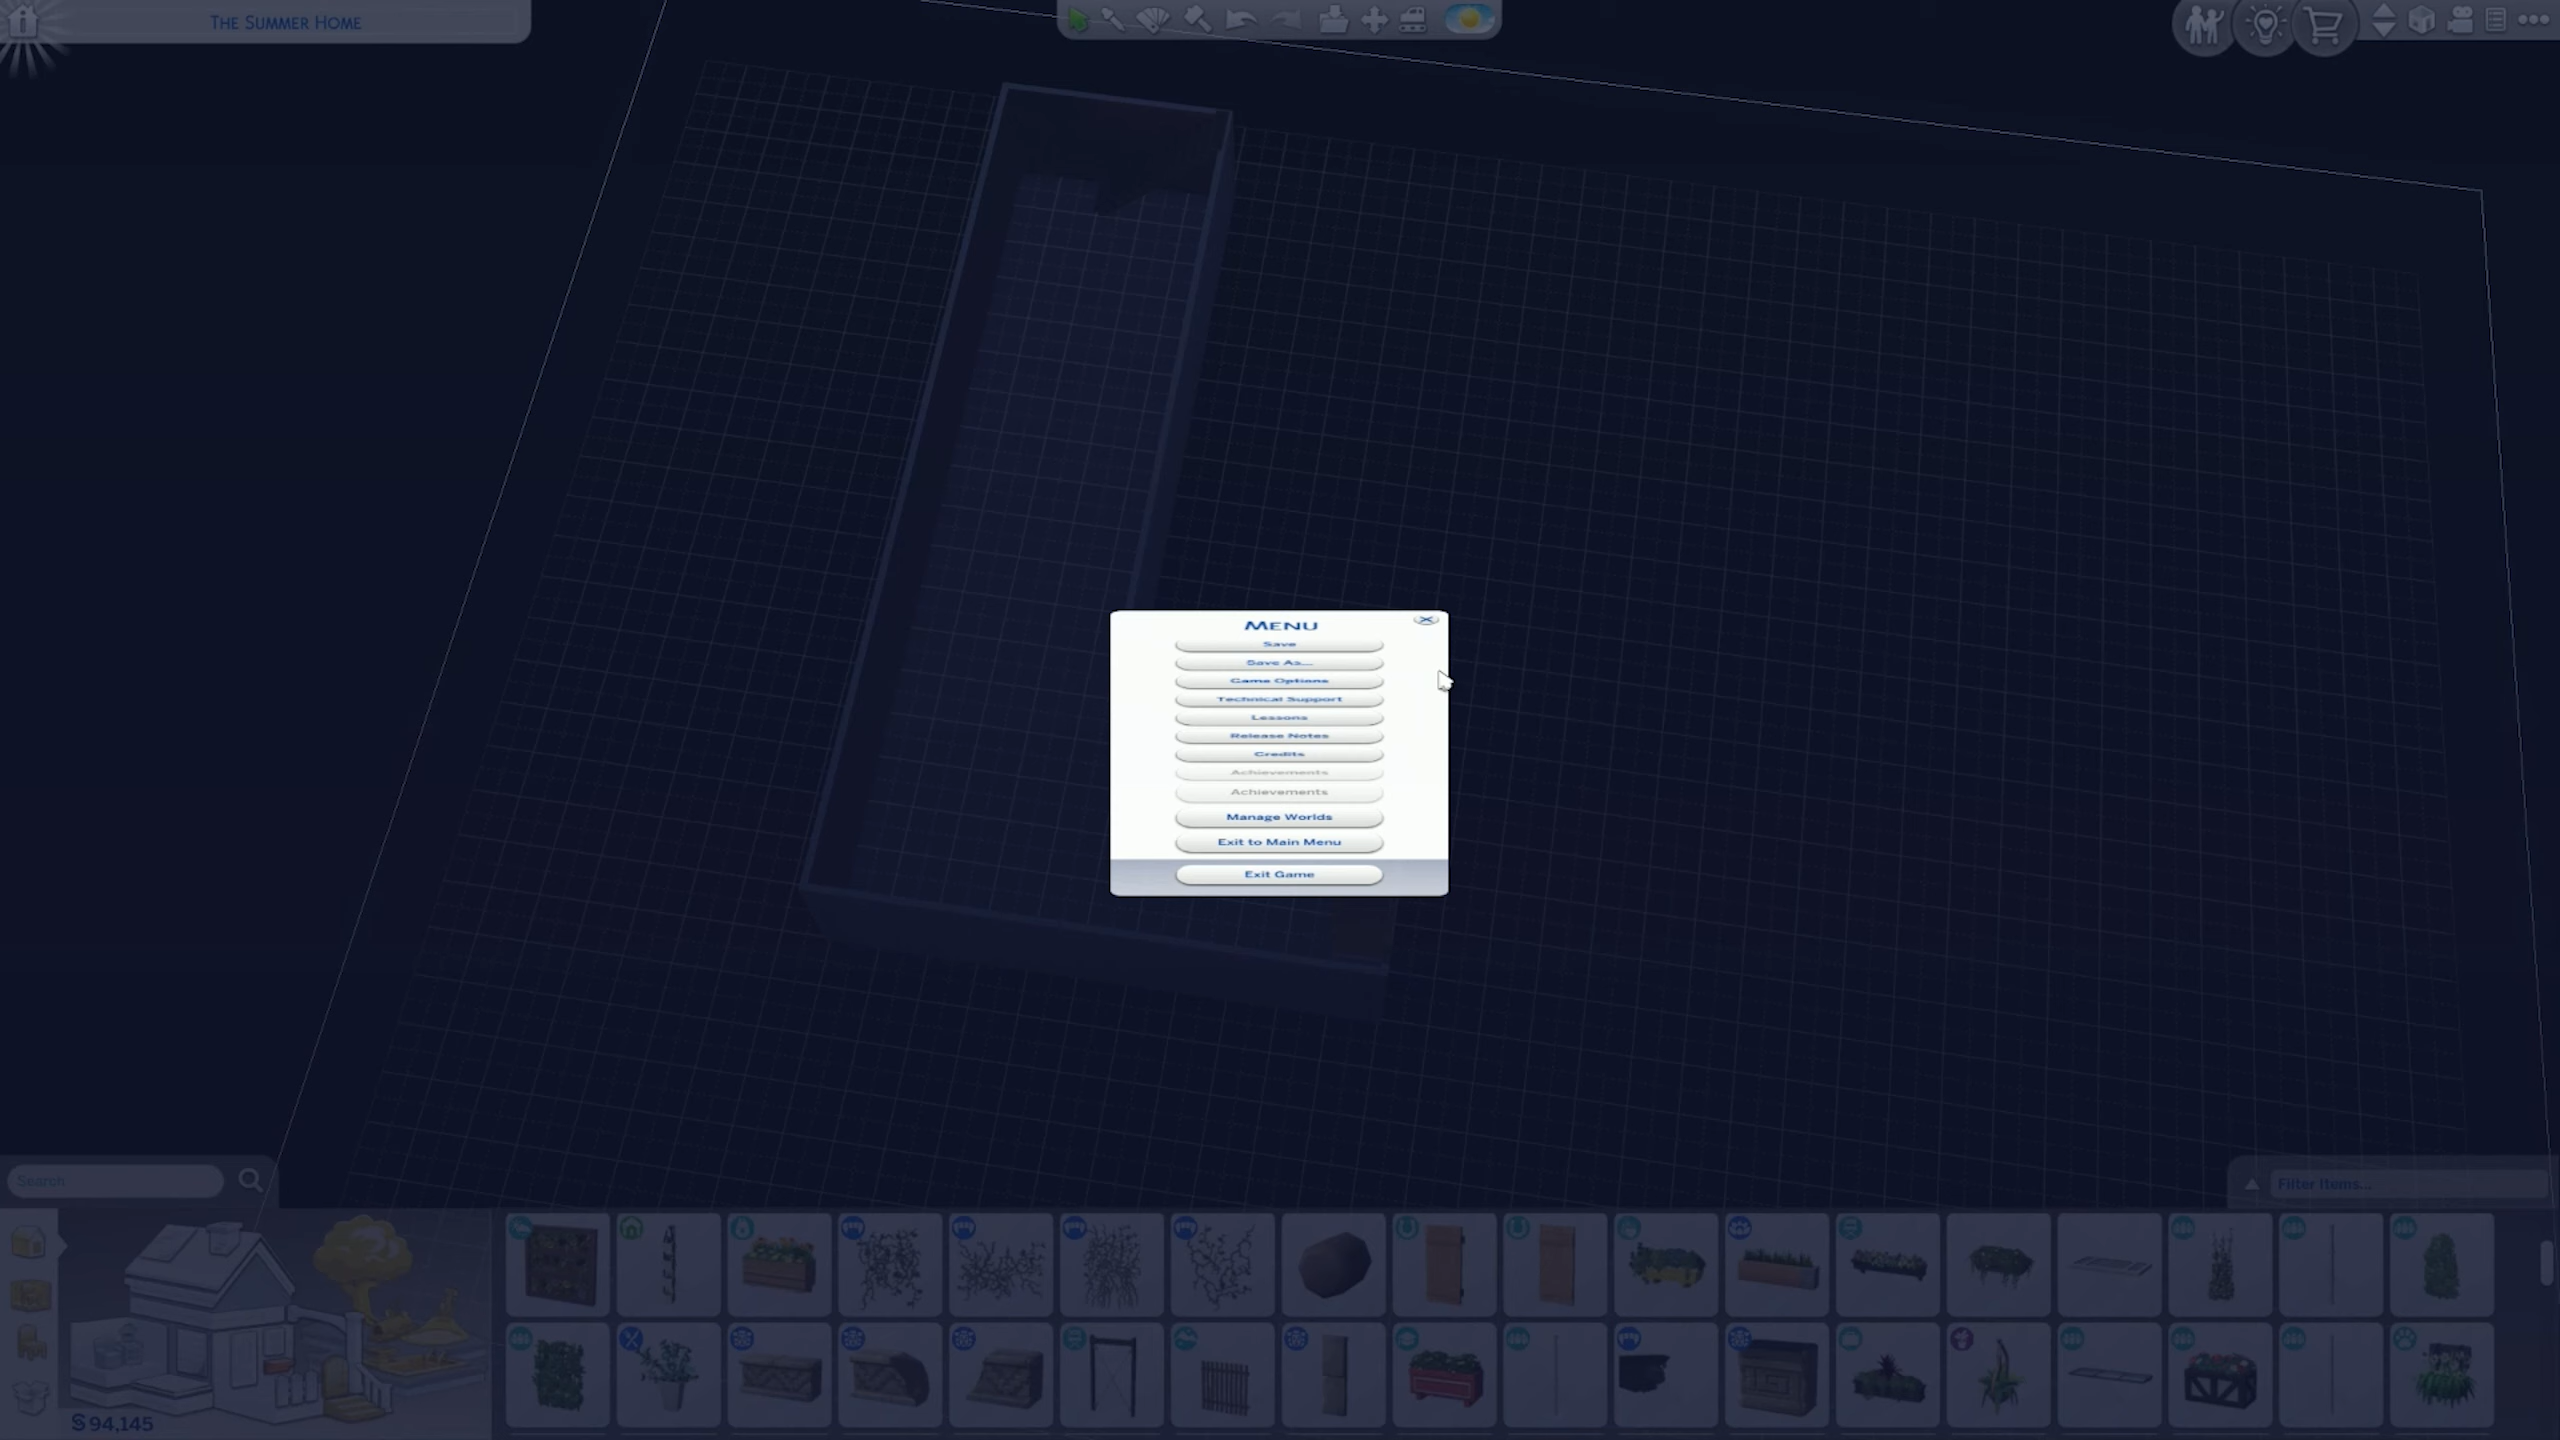 THE SUMMER HOME
MENU
Save
Save As...
Game Options
Technical Support
Lessons
Release Notes
Credits
Achievements
Achievements
Manage Worlds
Exit to Main Menu
Exit Game
Search
Filter Items...
§94,145